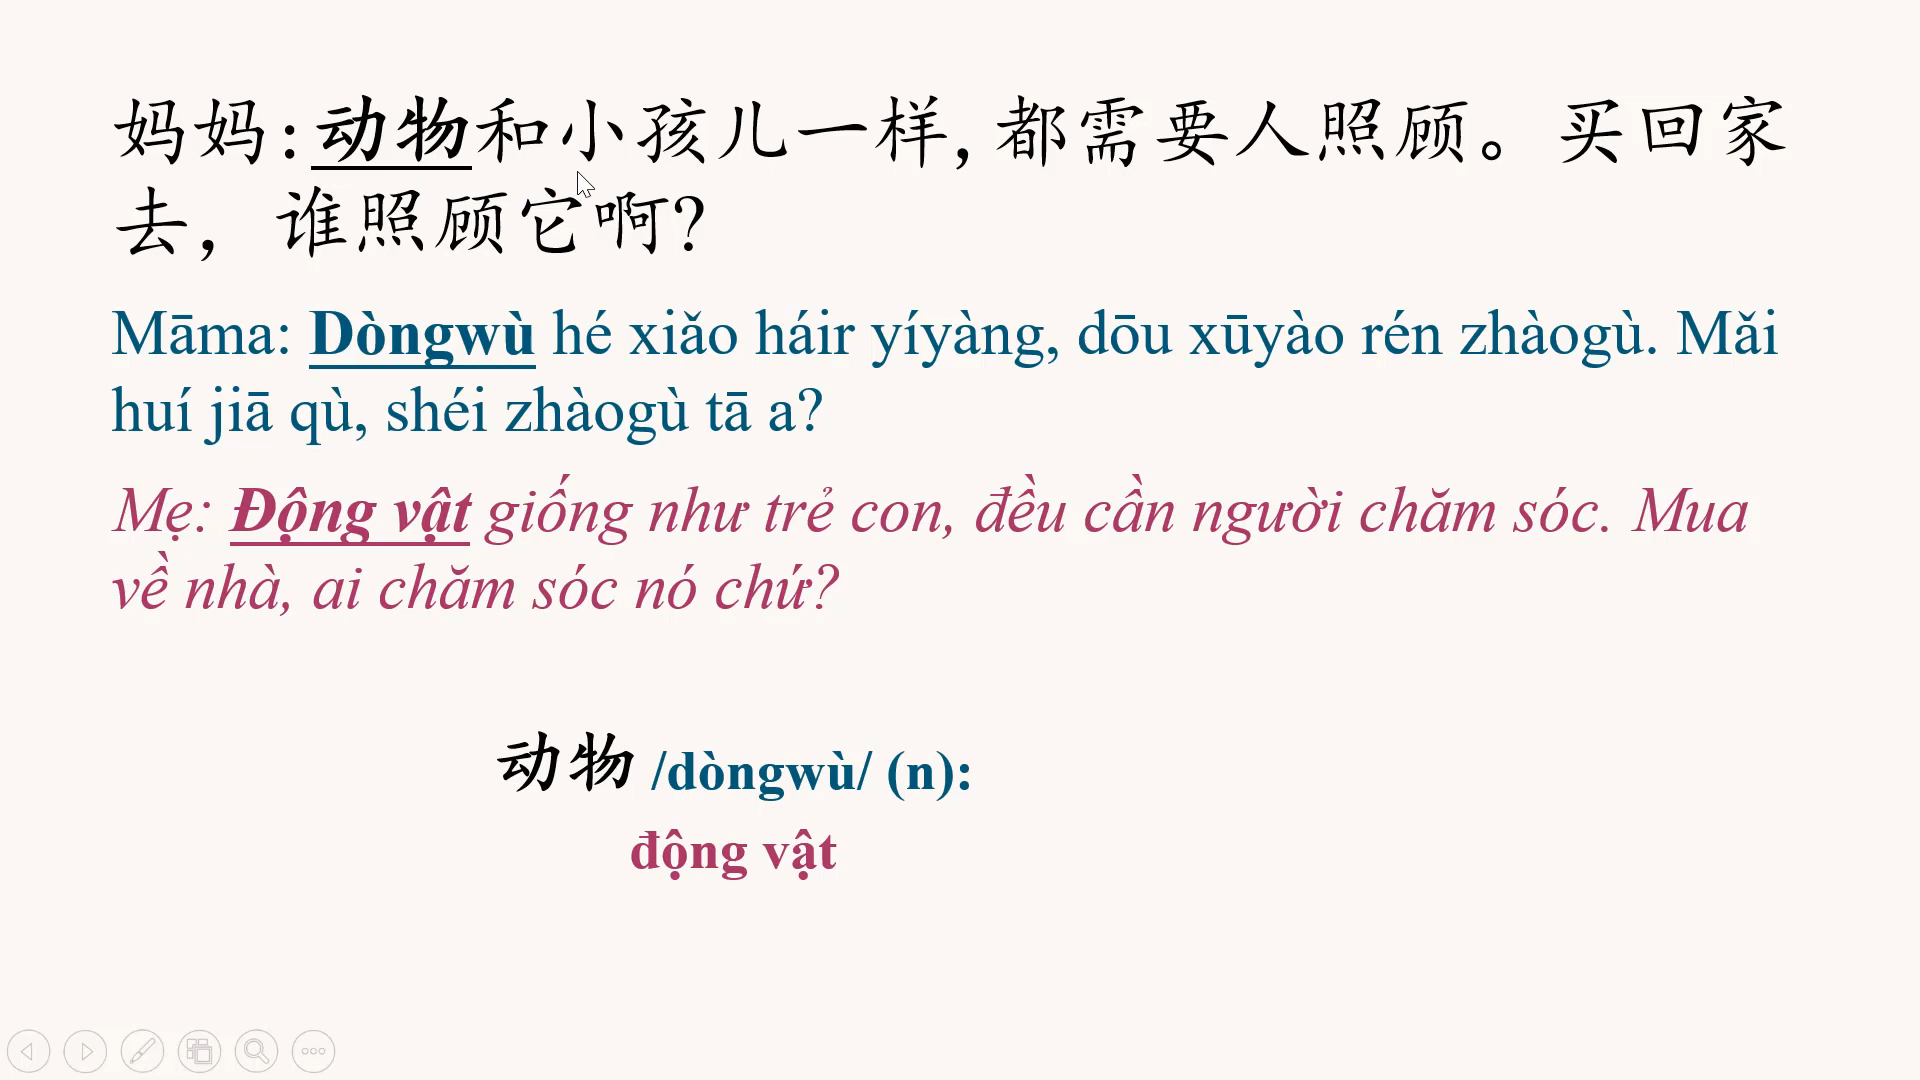 妈妈:动物和小孩儿一样,都需要人照顾。买回家
去，谁照顾它啊?
Māma: Dòngwù hé xiǎo háir yíyàng, dōu xūyào rén zhàogù. Mǎi
huí jiā qù, shéi zhàogù tā a?
Mẹ: Động vật giống như trẻ con, đều cần người chăm sóc. Mua
về nhà, ai chăm sóc nó chứ?
动物 /dòngwù/ (n):
động vật